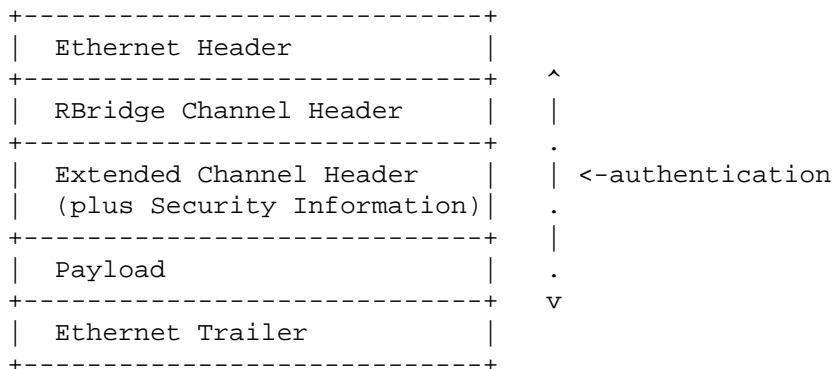 +-----------------------------+
|  Ethernet Header            |
+-----------------------------+    ^
|  RBridge Channel Header     |    |
+-----------------------------+    .
|  Extended Channel Header    |    | <-authentication
|  (plus Security Information)|    .
+-----------------------------+    |
|  Payload                    |    .
+-----------------------------+    v
|  Ethernet Trailer           |
+-----------------------------+